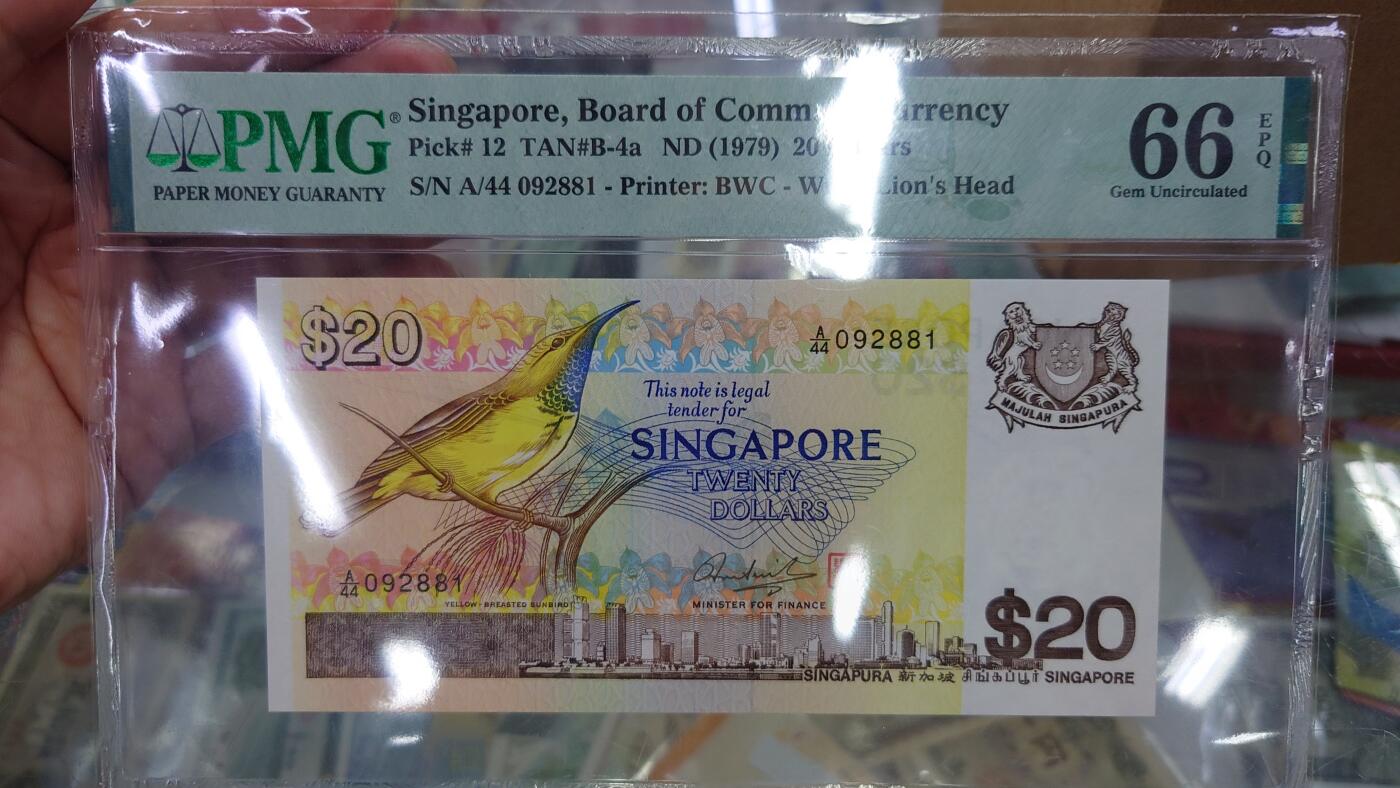 PMG®
PAPER MONEY GUARANTY
Singapore, Board of
Pick# 12 TAN#B-4a ND (1979) 20
S/N A/44 092881 - Printer: BWC - Lion's Head
66
EPQ
Gem Uncirculated
$20
A/44 092881
This note is legal
tender for
SINGAPORE
TWENTY
DOLLARS
MAJULAH SINGAPURA
A/44 092881
YELLOW-BREASTED SUNBIRD
MINISTER FOR FINANCE
$20
SINGAPURA 新加坡 சிங்கப்பூர் SINGAPORE